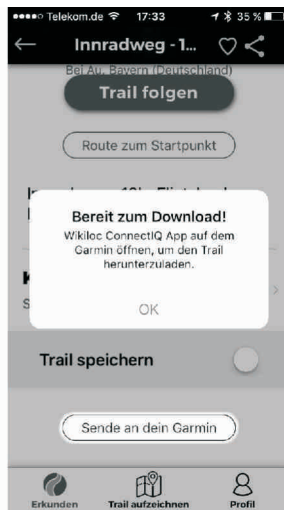 Telekom.de 17:33 35 %
Innradweg - 1...
Bei Au, Bayern (Deutschland)
Trail folgen
Route zum Startpunkt
Bereit zum Download!
Wikiloc ConnectIQ App auf dem
Garmin öffnen, um den Trail
herunterzuladen.
OK
Trail speichern
Sende an dein Garmin
Erkunden Trail aufzeichnen Profil